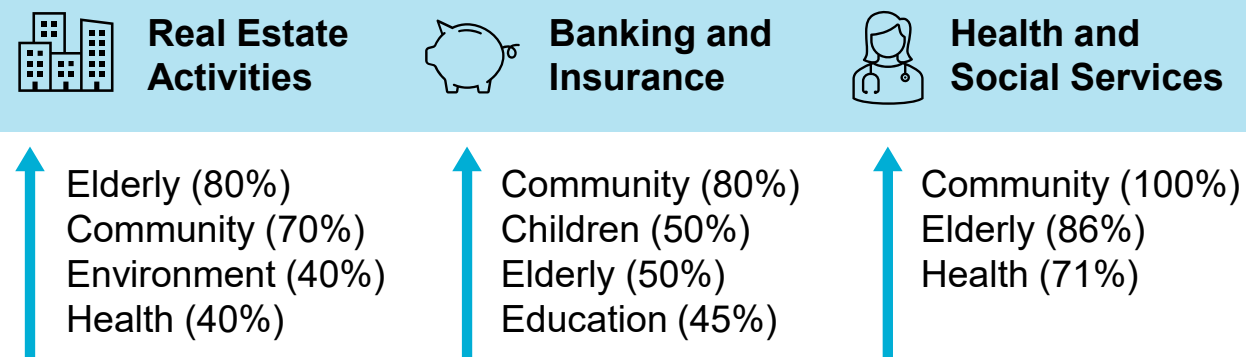 Real Estate
Activities
Banking and
Insurance
Health and
Social Services
Elderly (80%)
Community (70%)
Environment (40%)
Health (40%)
Community (80%)
Children (50%)
Elderly (50%)
Education (45%)
Community (100%)
Elderly (86%)
Health (71%)